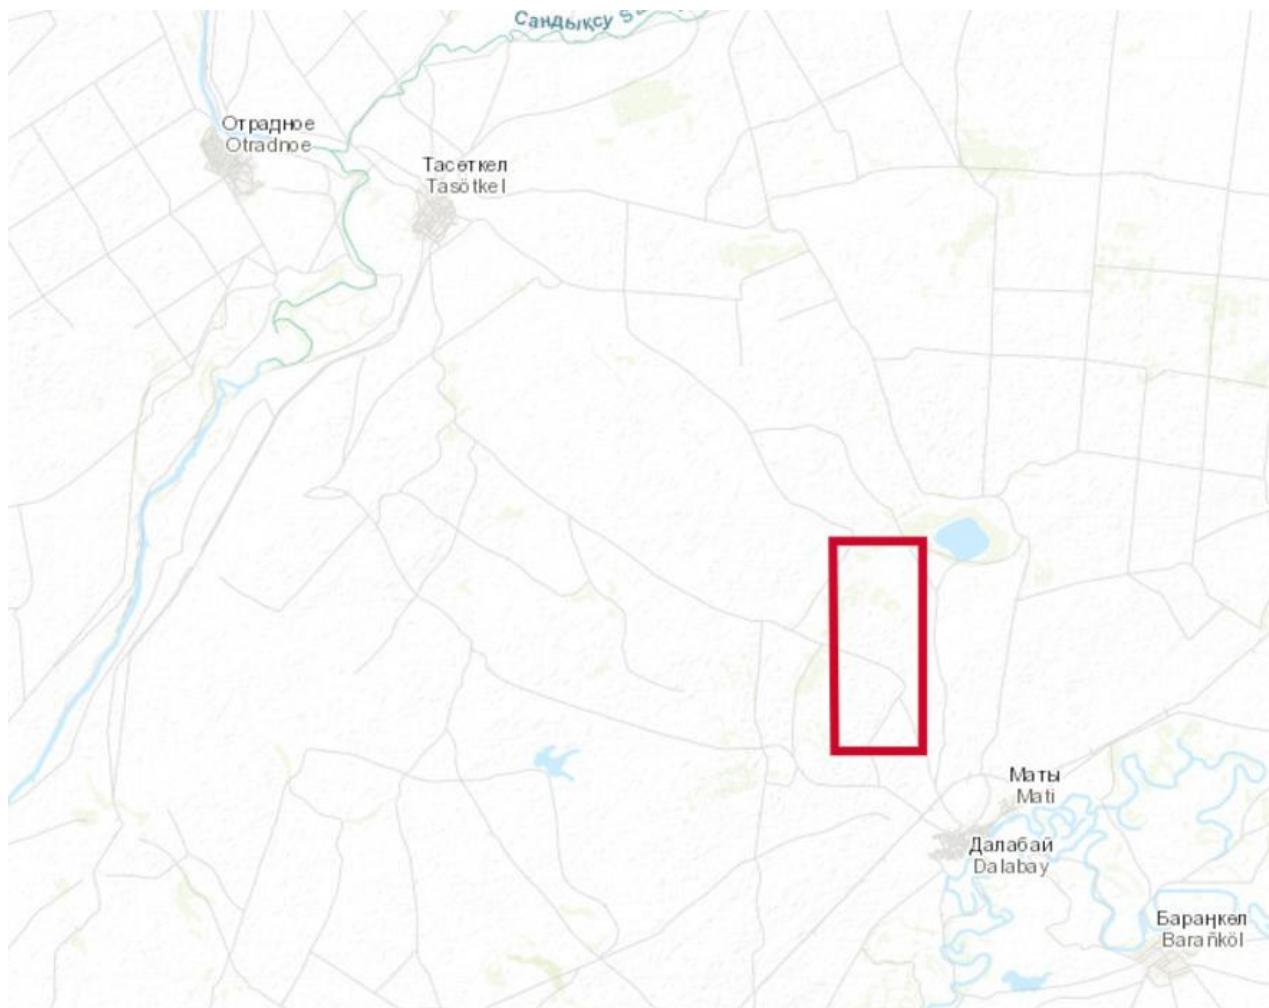 Сандықсу
Отрадное
Otradnoe
Тасөткел
Tasötkel
Маты
Mati
Далабай
Dalabay
Бараңкөл
Barañköl